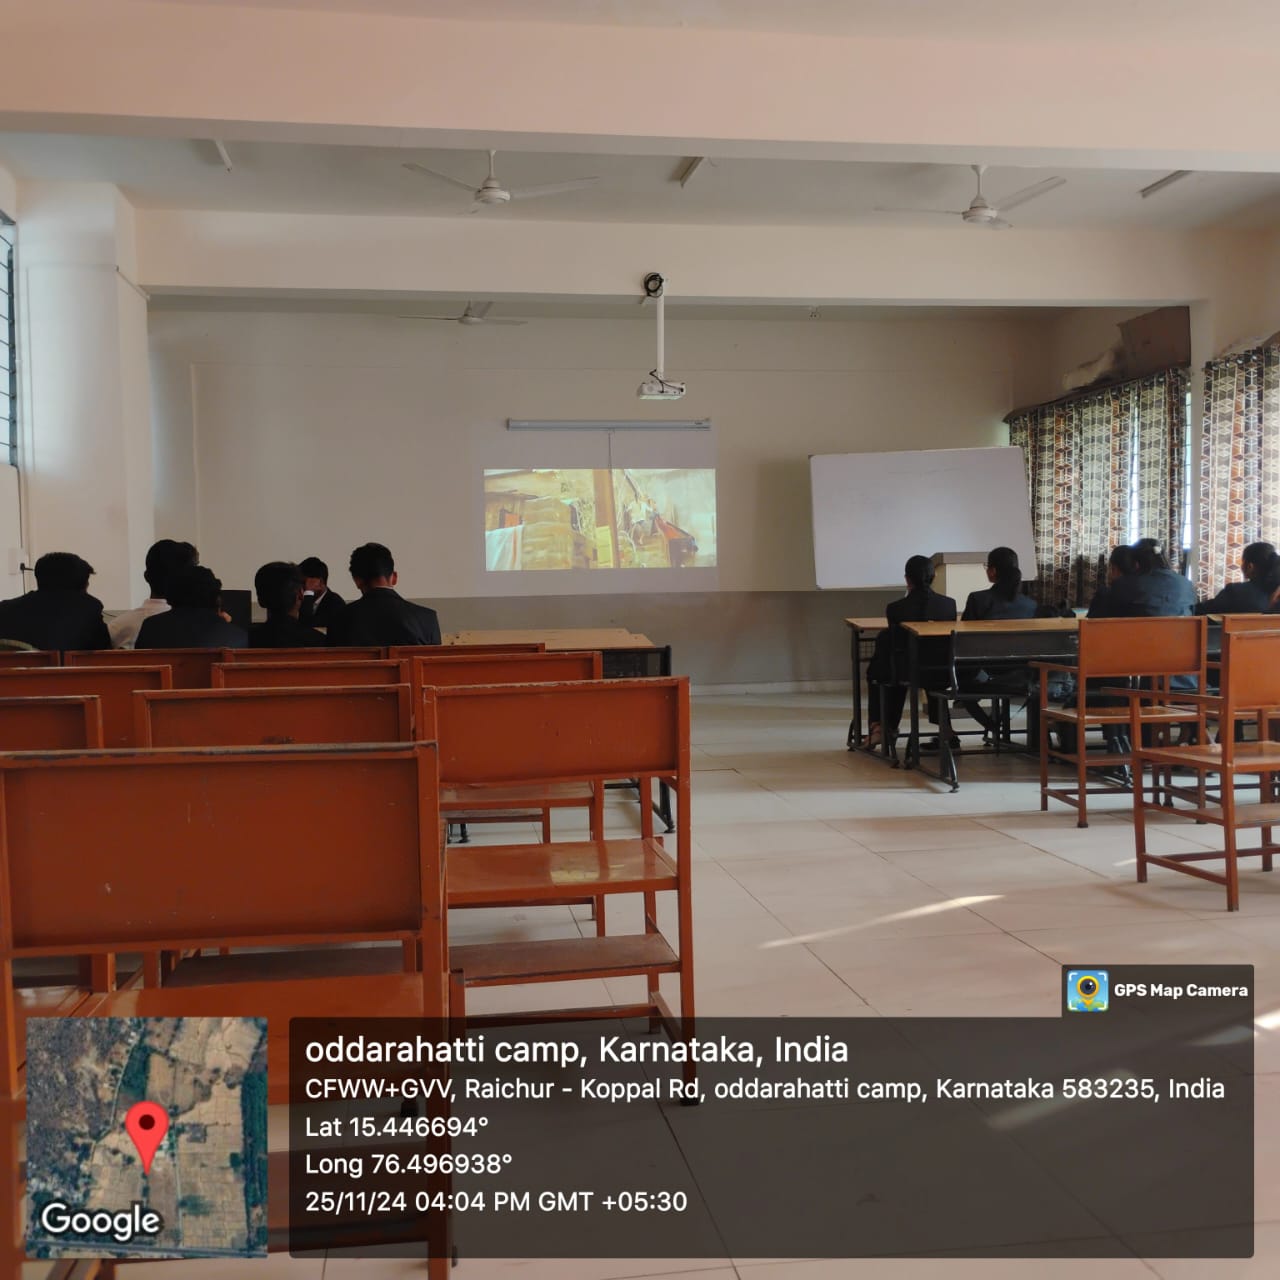 GPS Map Camera
oddarahatti camp, Karnataka, India
CFWW+GVV, Raichur - Koppal Rd, oddarahatti camp, Karnataka 583235, India
Lat 15.446694°
Long 76.496938°
25/11/24 04:04 PM GMT +05:30
Google